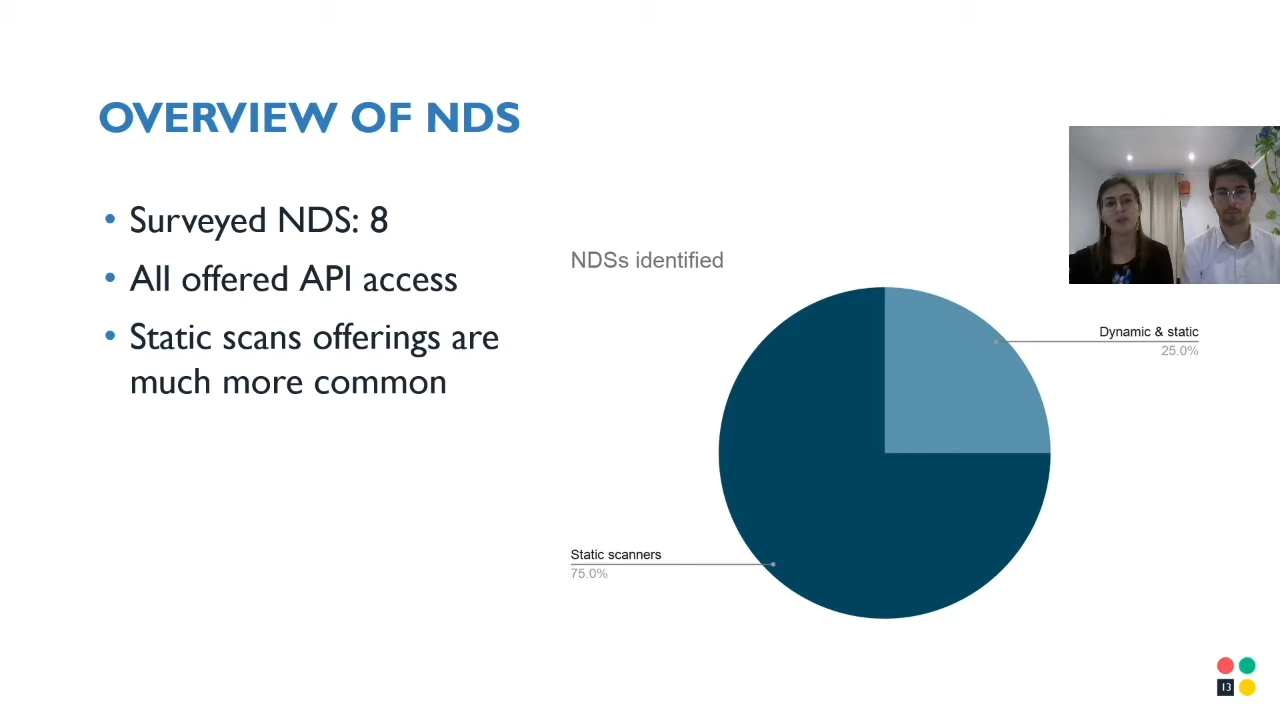 OVERVIEW OF NDS
• Surveyed NDS: 8
• All offered API access
• Static scans offerings are
much more common
NDSs identified
Dynamic & static
25.0%
Static scanners
75.0%
13